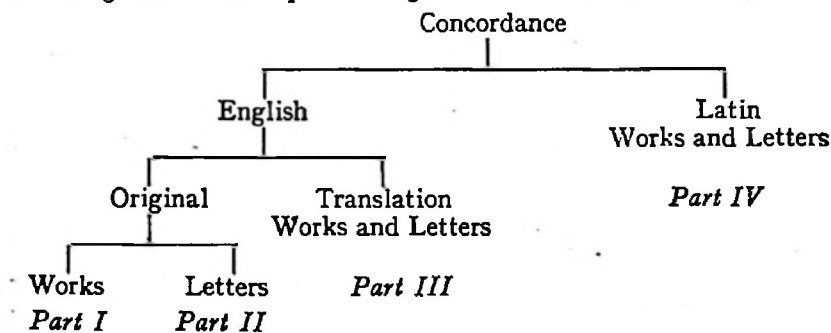 Concordance
English
Latin
Works and Letters
Original
Translation
Works and Letters
Part IV
Works
Letters
Part III
Part I
Part II